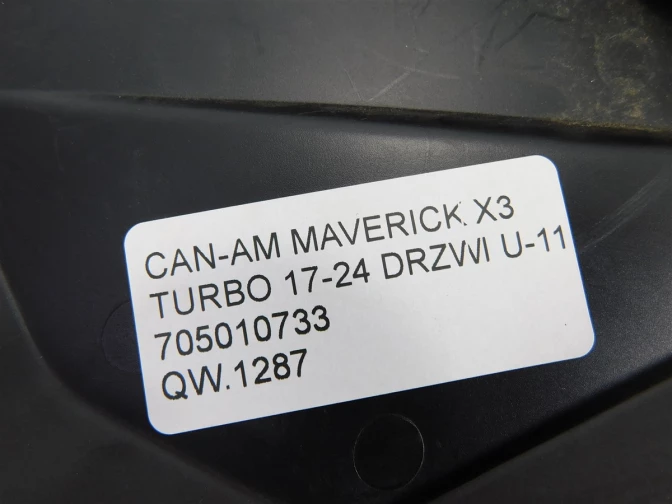 CAN-AM MAVERICK X3
TURBO 17-24 DRZWI U-11
705010733
QW.1287